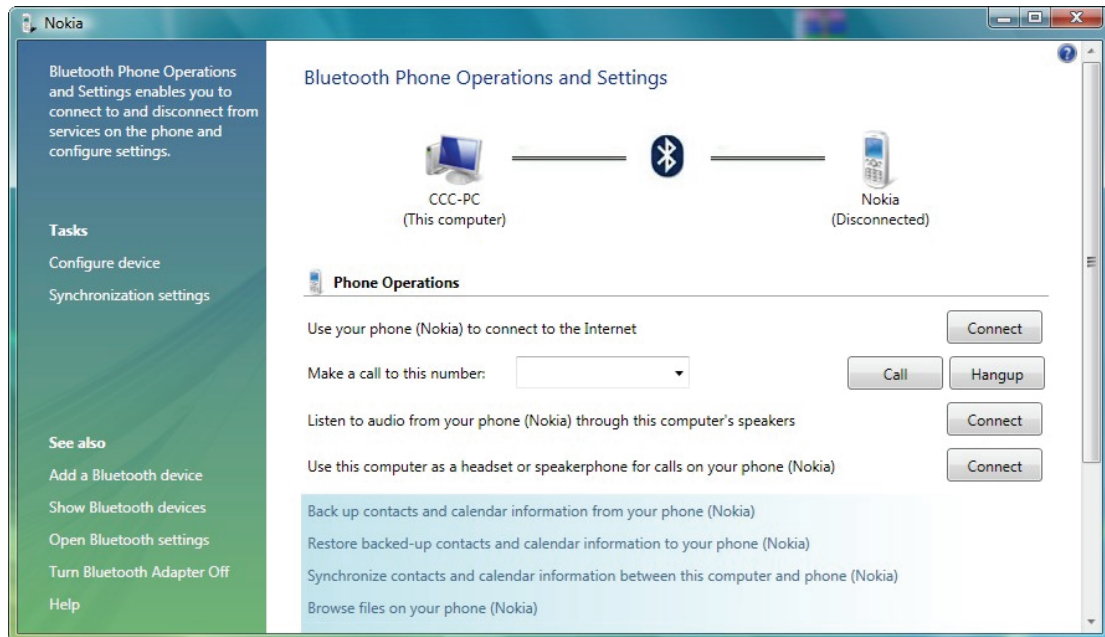 Nokia
Bluetooth Phone Operations
and Settings enables you to
connect to and disconnect from
services on the phone and
configure settings.
Tasks
Configure device
Synchronization settings
See also
Add a Bluetooth device
Show Bluetooth devices
Open Bluetooth settings
Turn Bluetooth Adapter Off
Help
Bluetooth Phone Operations and Settings
CCC-PC
(This computer)
Nokia
(Disconnected)
Phone Operations
Use your phone (Nokia) to connect to the Internet
Connect
Make a call to this number:
Call
Hangup
Listen to audio from your phone (Nokia) through this computer's speakers
Connect
Use this computer as a headset or speakerphone for calls on your phone (Nokia)
Connect
Back up contacts and calendar information from your phone (Nokia)
Restore backed-up contacts and calendar information to your phone (Nokia)
Synchronize contacts and calendar information between this computer and phone (Nokia)
Browse files on your phone (Nokia)